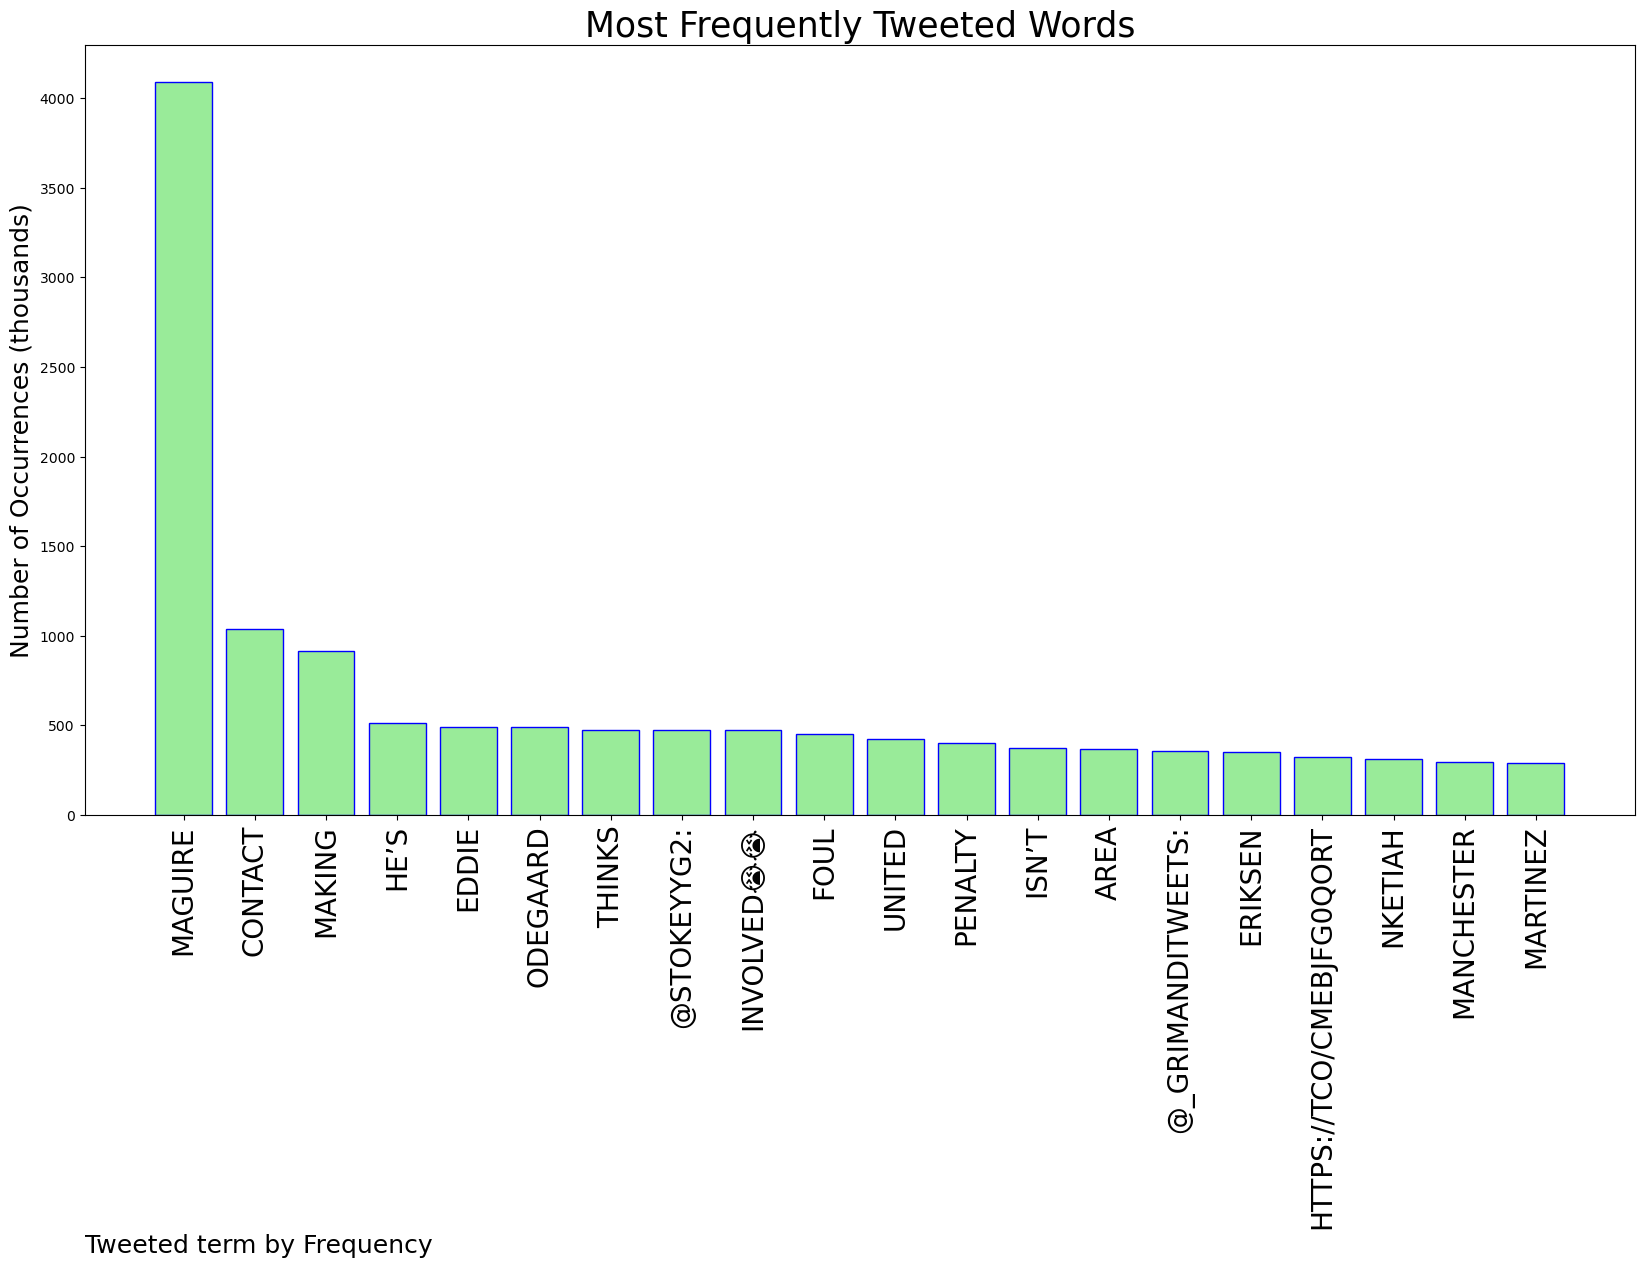 Most Frequently Tweeted Words
Number of Occurrences (thousands)
4000
3500
3000
2500
2000
1500
1000
500
0
MAGUIRE
CONTACT
MAKING
HE’S
EDDIE
ODEGAARD
THINKS
@STOKEYYG2:
INVOLVED😭😭
FOUL
UNITED
PENALTY
ISN’T
AREA
@_GRIMANDITWEETS:
ERIKSEN
HTTPS://TCO/CMEBJFG0QORT
NKETIAH
MANCHESTER
MARTINEZ
Tweeted term by Frequency